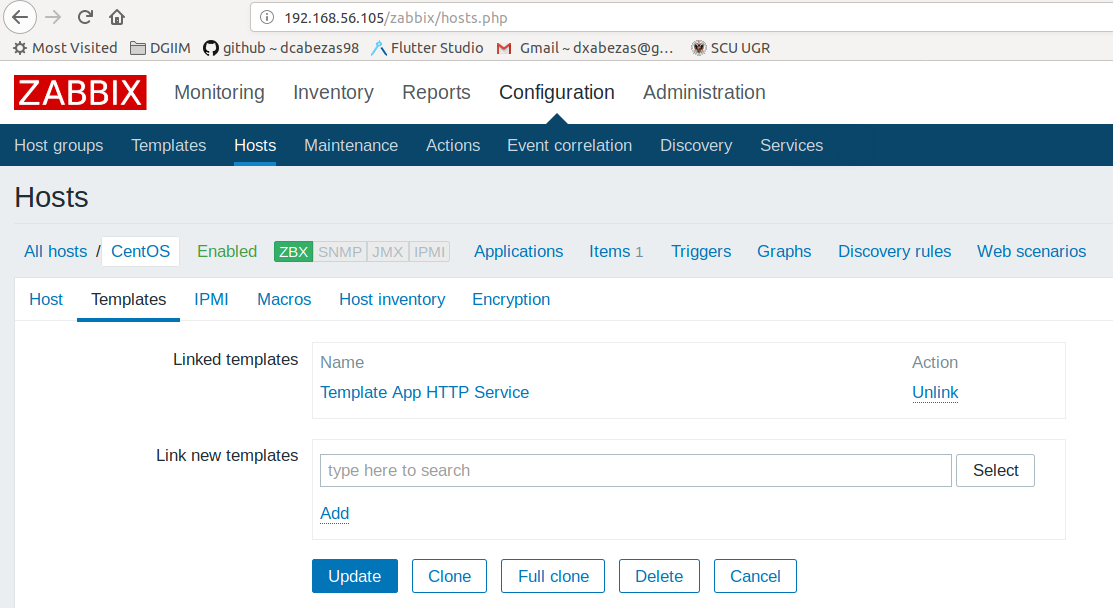 192.168.56.105/zabbix/hosts.php
Most Visited DGIIM github ~ dcabezas98 Flutter Studio Gmail ~ dxabezas@g... SCU UGR
ZABBIX Monitoring Inventory Reports Configuration Administration
Host groups Templates Hosts Maintenance Actions Event correlation Discovery Services
Hosts
All hosts / CentOS Enabled ZBX SNMP JMX IPMI Applications Items 1 Triggers Graphs Discovery rules Web scenarios
Host Templates IPMI Macros Host inventory Encryption
Linked templates Name Action
Template App HTTP Service Unlink
Link new templates type here to search Select
Add
Update Clone Full clone Delete Cancel